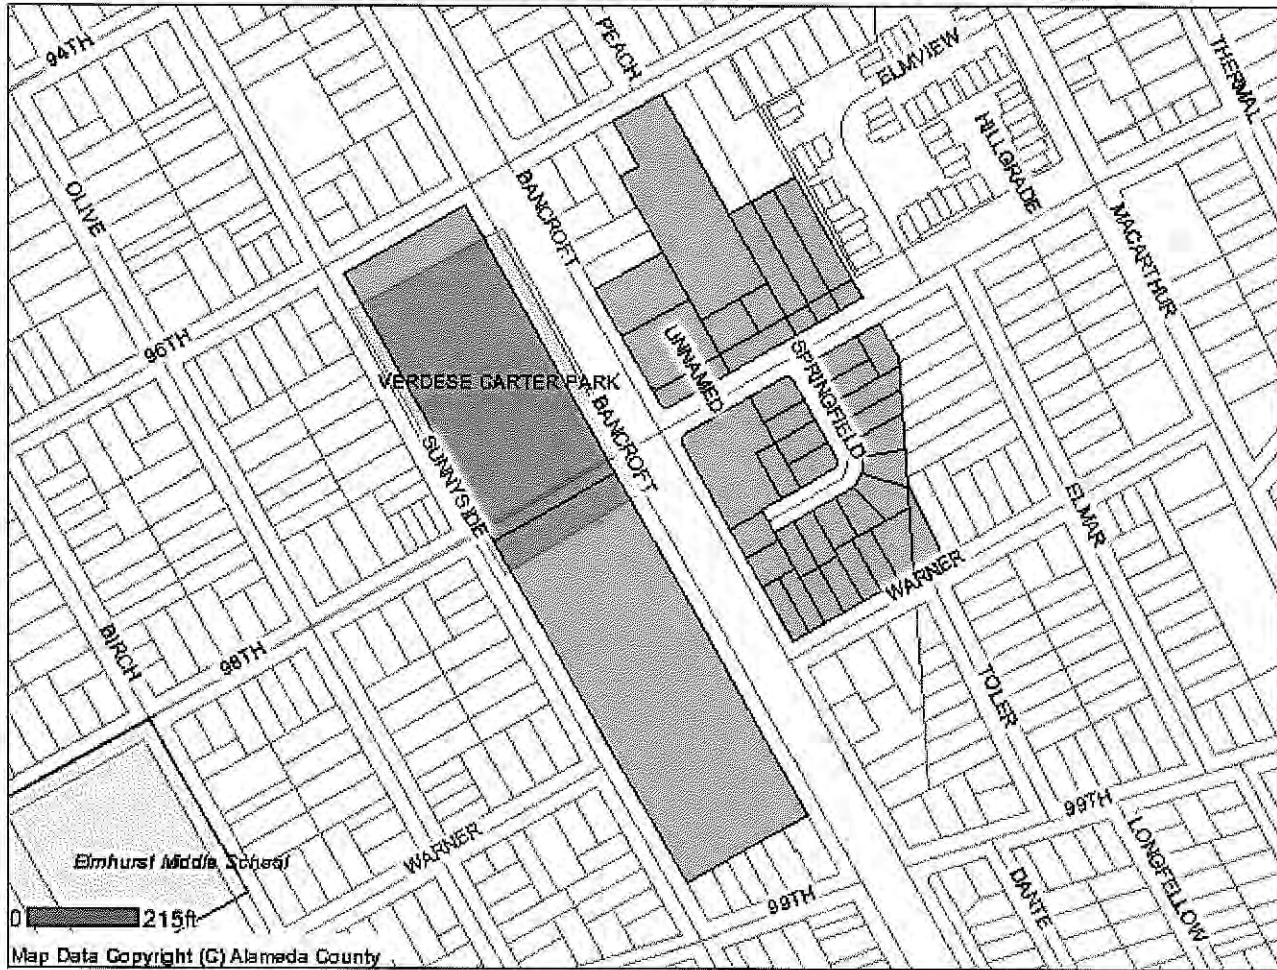 94TH
PEACH
ELMVIEW
THERMAL
HILLCRADE
OLIVE
BANCROFT
MACARTHUR
96TH
UNNAMED
SPRINGFIELD
VERDESE CARTER PARK
BANCROFT
SUNNYSIDE
ELMAR
WARNER
BIRCH
98TH
TOLER
99TH
WARNER
LONGFELLOW
Elmhurst Middle School
DANTE
99TH
0 215ft
Map Data Copyright (C) Alameda County